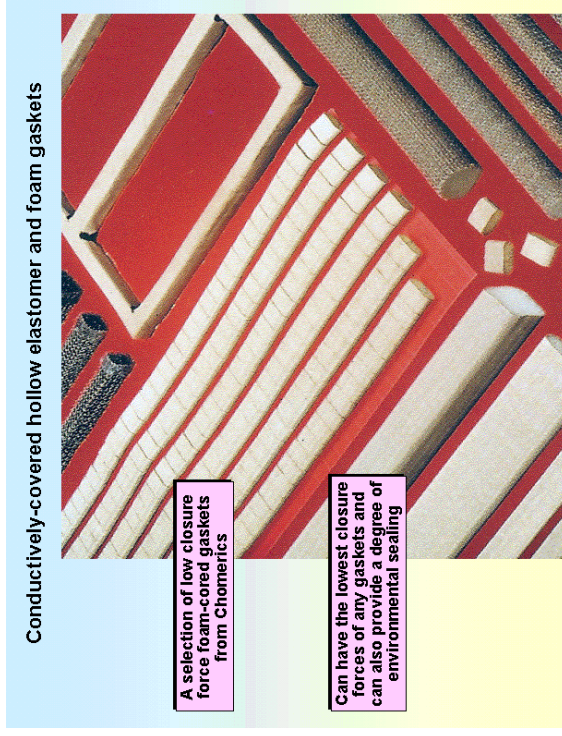 Conductively-covered hollow elastomer and foam gaskets
A selection of low closure
force foam-cored gaskets
from Chomerics
Can have the lowest closure
forces of any gaskets and
can also provide a degree of
environmental sealing